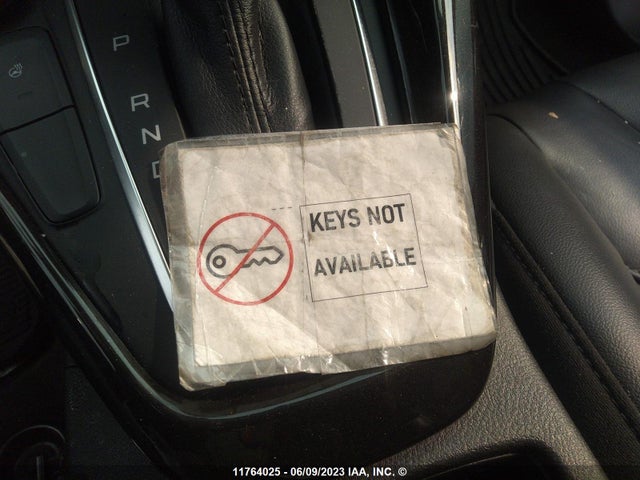 P
R
N
D
KEYS NOT
AVAILABLE
11764025 - 06/09/2023 IAA, INC. ©